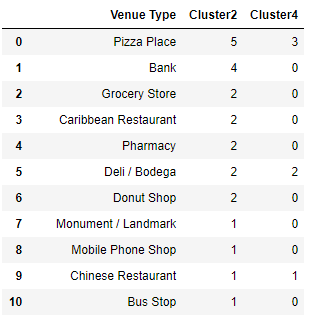 Venue Type Cluster2 Cluster4
0 Pizza Place 5 3
1 Bank 4 0
2 Grocery Store 2 0
3 Caribbean Restaurant 2 0
4 Pharmacy 2 0
5 Deli / Bodega 2 2
6 Donut Shop 2 0
7 Monument / Landmark 1 0
8 Mobile Phone Shop 1 0
9 Chinese Restaurant 1 1
10 Bus Stop 1 0